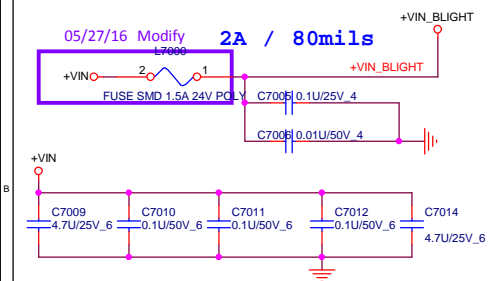 +VIN_BLIGHT
05/27/16 Modify
2A / 80mils
L7000
+VIN
2
1
+VIN_BLIGHT
FUSE SMD 1.5A 24V POLY
C7005 0.1U/25V_4
C7006 0.01U/50V_4
+VIN
B
C7009
4.7U/25V_6
C7010
0.1U/50V_6
C7011
0.1U/50V_6
C7012
0.1U/50V_6
C7014
4.7U/25V_6